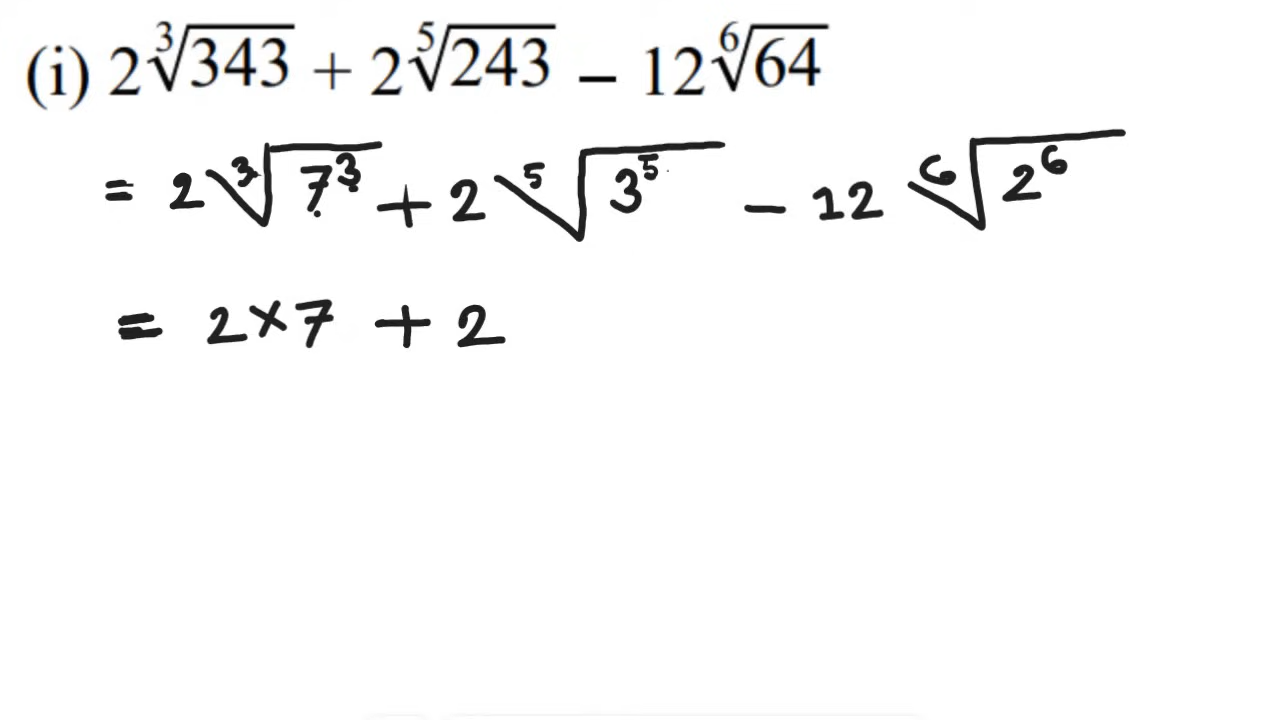 (i) 2∛343 + 2⁵√243 – 12⁶√64
= 2∛7³ + 2⁵√3⁵ – 12⁶√2⁶
= 2×7 + 2